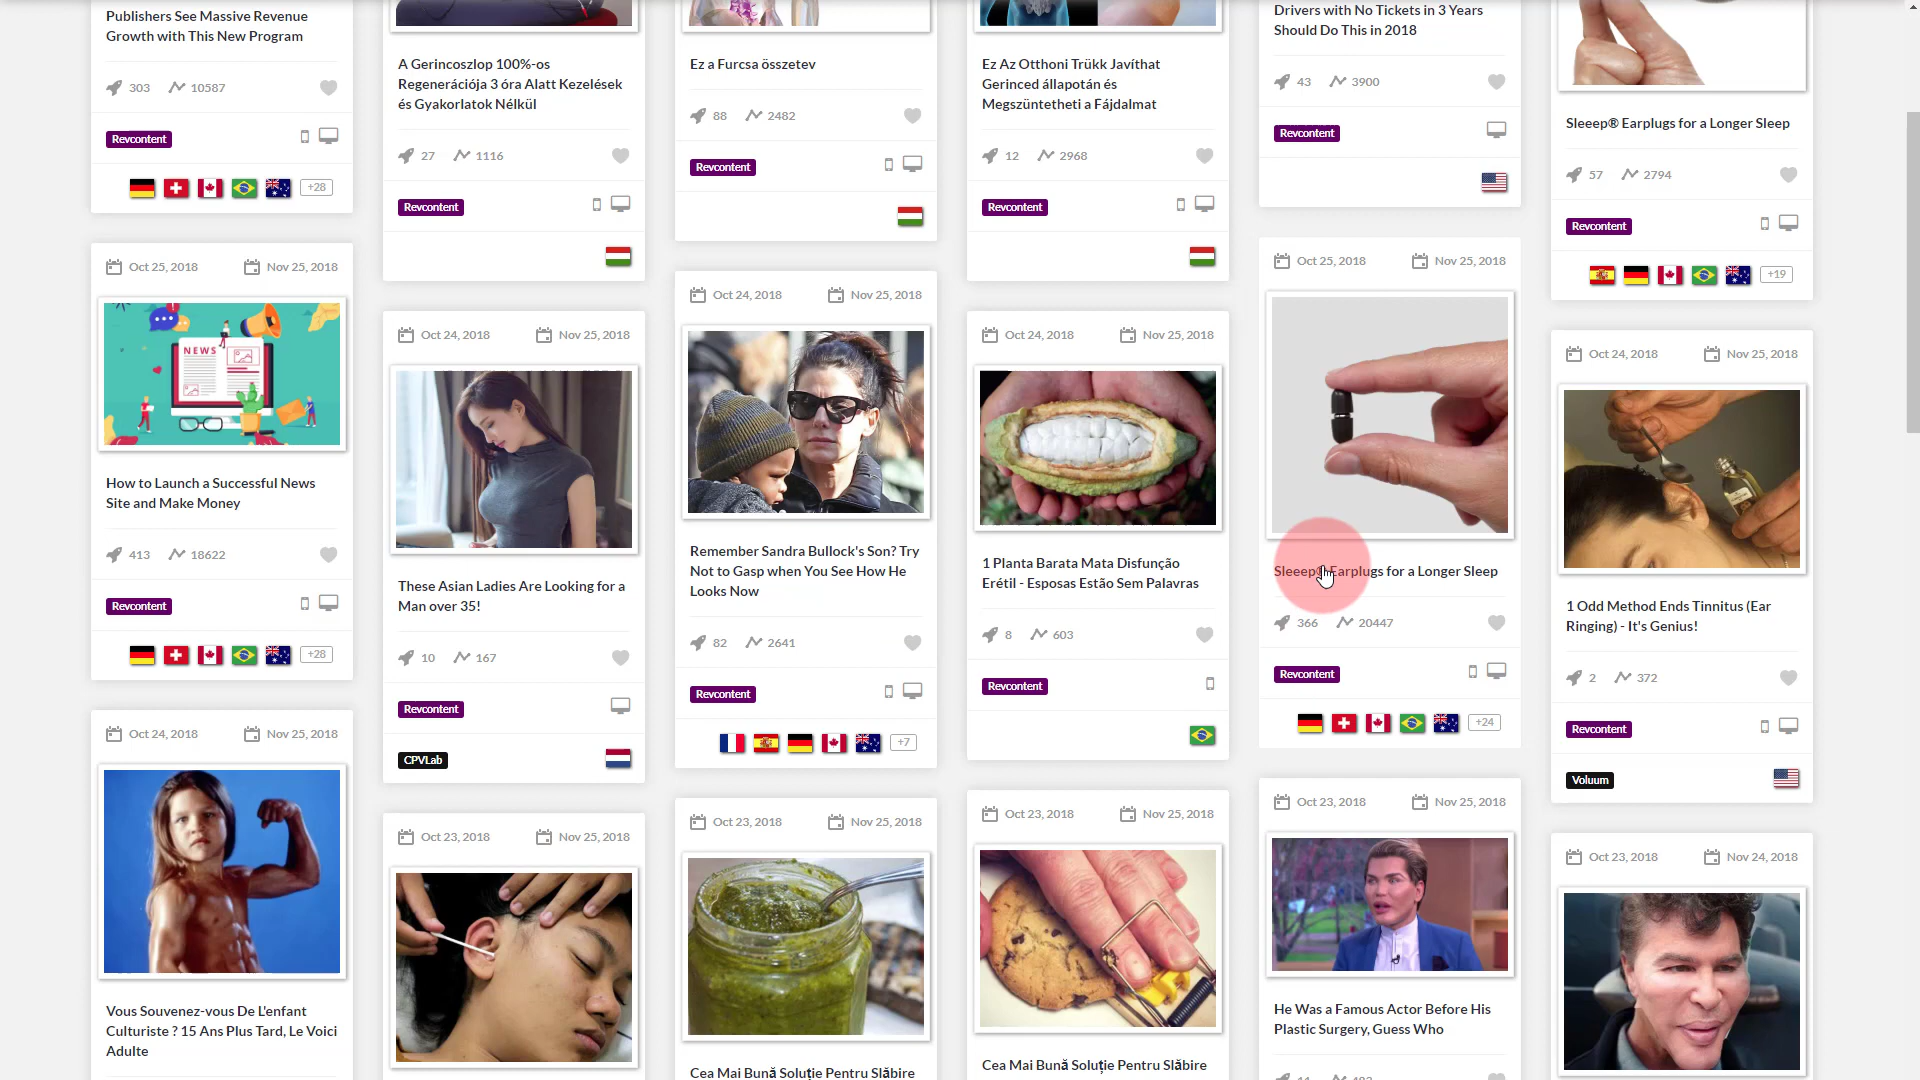 Publishers See Massive Revenue
Growth with This New Program
303 10587
Revcontent
+28
Oct 25, 2018 Nov 25, 2018
NEWS
How to Launch a Successful News
Site and Make Money
413 18622
Revcontent
+28
Oct 24, 2018 Nov 25, 2018
Vous Souvenez-vous De L'enfant
Culturiste ? 15 Ans Plus Tard, Le Voici
Adulte
A Gerincoszlop 100%-os
Regenerációja 3 óra Alatt Kezelések
és Gyakorlatok Nélkül
27 1116
Revcontent
Oct 24, 2018 Nov 25, 2018
These Asian Ladies Are Looking for a
Man over 35!
10 167
Revcontent
CPVLab
Oct 23, 2018 Nov 25, 2018
Ez a Furcsa összetev
88 2482
Revcontent
Oct 24, 2018 Nov 25, 2018
Remember Sandra Bullock's Son? Try
Not to Gasp when You See How He
Looks Now
82 2641
Revcontent
+7
Oct 23, 2018 Nov 25, 2018
Cea Mai Bună Soluție Pentru Slăbire
Ez Az Otthoni Trükk Javíthat
Gerinced állapotán és
Megszüntetheti a Fájdalmat
12 2968
Revcontent
Oct 24, 2018 Nov 25, 2018
1 Planta Barata Mata Disfunção
Erétil - Esposas Estão Sem Palavras
8 603
Revcontent
Oct 23, 2018 Nov 25, 2018
Cea Mai Bună Soluție Pentru Slăbire
Drivers with No Tickets in 3 Years
Should Do This in 2018
43 3900
Revcontent
Oct 25, 2018 Nov 25, 2018
Sleeep® Earplugs for a Longer Sleep
366 20447
Revcontent
+24
Oct 23, 2018 Nov 25, 2018
He Was a Famous Actor Before His
Plastic Surgery, Guess Who
Sleeep® Earplugs for a Longer Sleep
57 2794
Revcontent
+19
Oct 24, 2018 Nov 25, 2018
1 Odd Method Ends Tinnitus (Ear
Ringing) - It's Genius!
2 372
Revcontent
Voluum
Oct 23, 2018 Nov 24, 2018